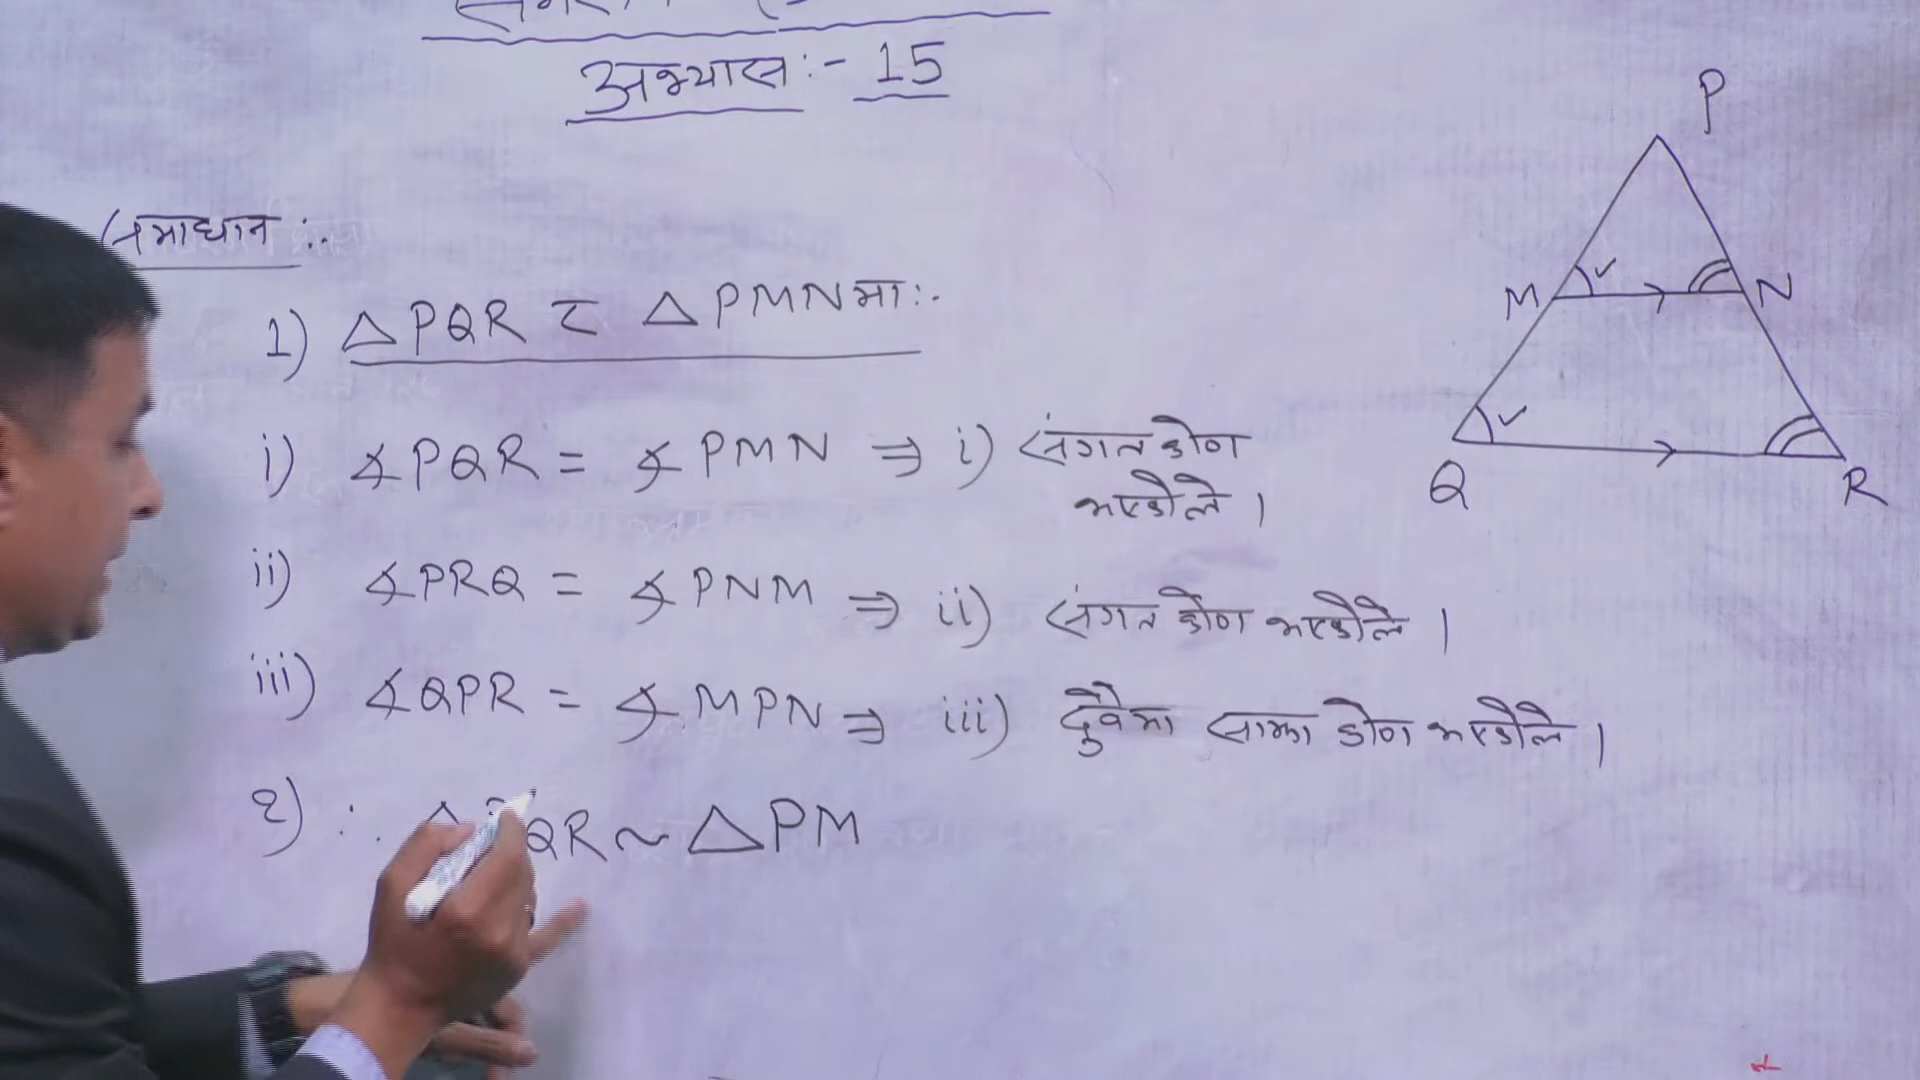 अभ्यास :- 15
समाधान :-
1) △PQR र △PMNमा:-
i) ∡PQR = ∡PMN ⇒ i) संगत कोण
भएकोले ।
ii) ∡PRQ = ∡PNM ⇒ ii) संगत कोण भएकोले ।
iii) ∡QPR = ∡MPN ⇒ iii) दुवैमा साझा कोण भएकोले ।
२) ∴ QR ~ △PM
P
M N
Q R